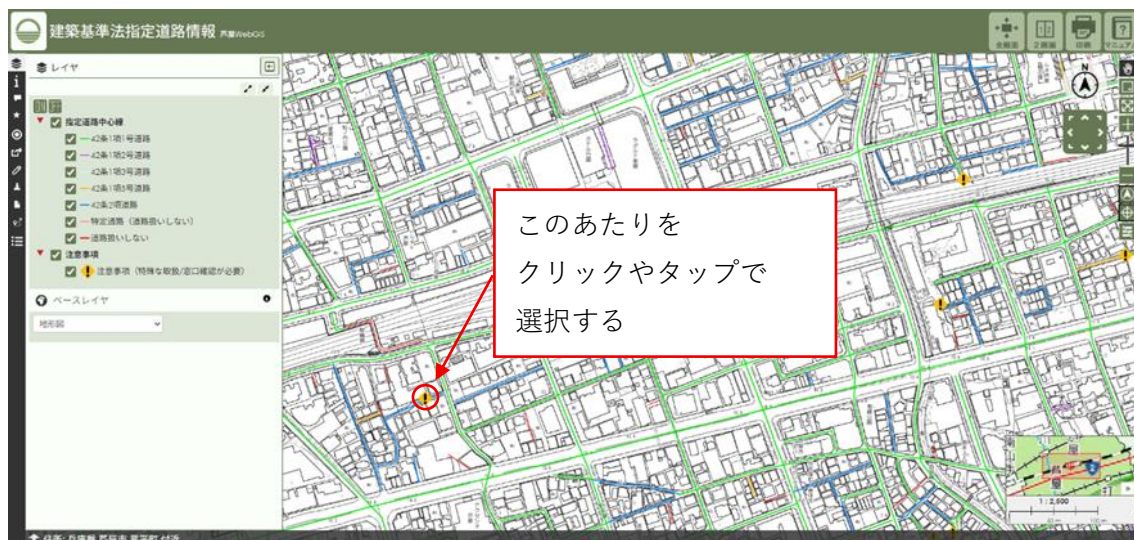 建築基準法指定道路情報 芦屋WebGIS
全画面
2画面
印刷
マニュアル
レイヤ
指定道路中心線
42条1項1号道路
42条1項2号道路
42条1項3号道路
42条1項5号道路
42条2項道路
特定通路（道路扱いしない）
道路扱いしない
注意事項
注意事項（特殊な取扱/窓口確認が必要）
ベースレイヤ
地形図
このあたりを
クリックやタップで
選択する
N
1 : 2,500
50 m
100 m